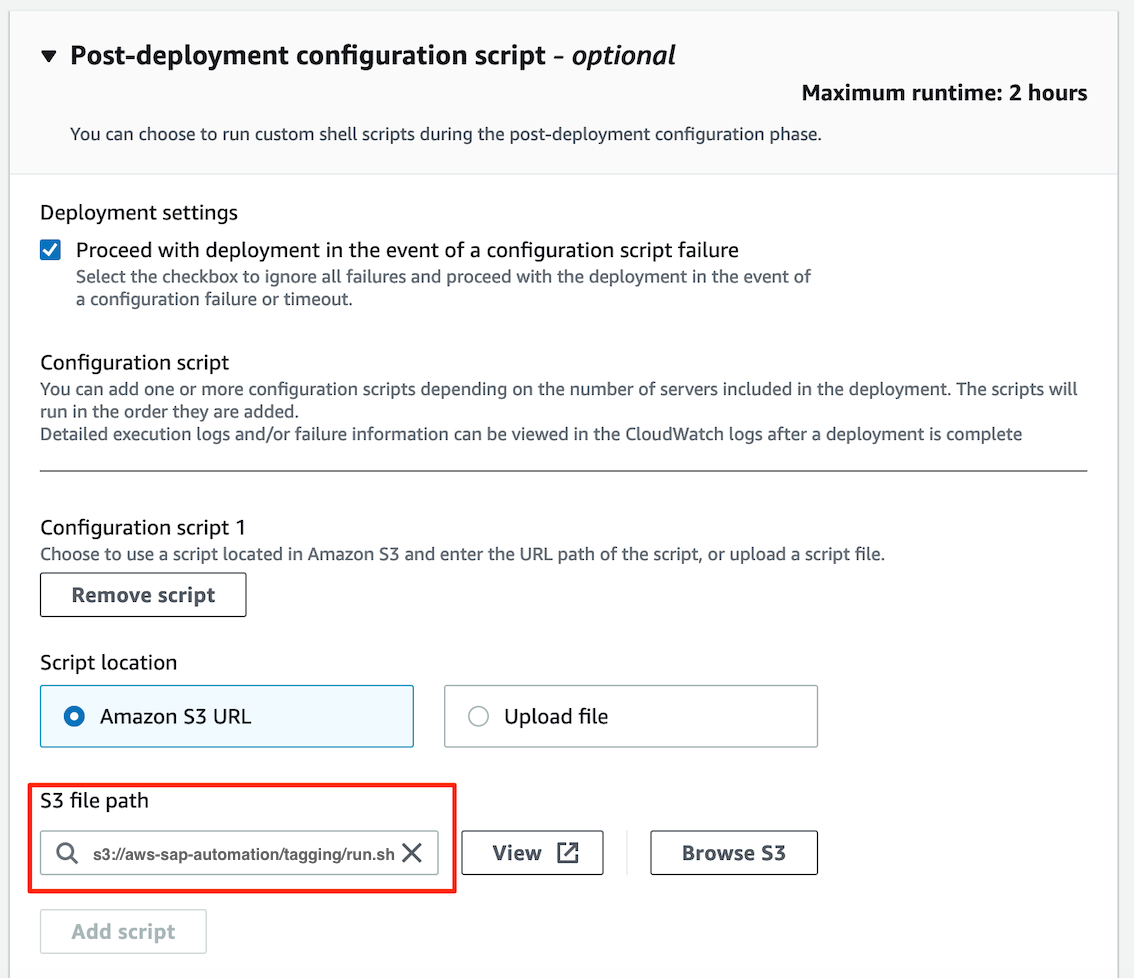 Post-deployment configuration script - optional
Maximum runtime: 2 hours
You can choose to run custom shell scripts during the post-deployment configuration phase.
Deployment settings
Proceed with deployment in the event of a configuration script failure
Select the checkbox to ignore all failures and proceed with the deployment in the event of
a configuration failure or timeout.
Configuration script
You can add one or more configuration scripts depending on the number of servers included in the deployment. The scripts will
run in the order they are added.
Detailed execution logs and/or failure information can be viewed in the CloudWatch logs after a deployment is complete
Configuration script 1
Choose to use a script located in Amazon S3 and enter the URL path of the script, or upload a script file.
Remove script
Script location
Amazon S3 URL
Upload file
S3 file path
s3://aws-sap-automation/tagging/run.sh
View
Browse S3
Add script